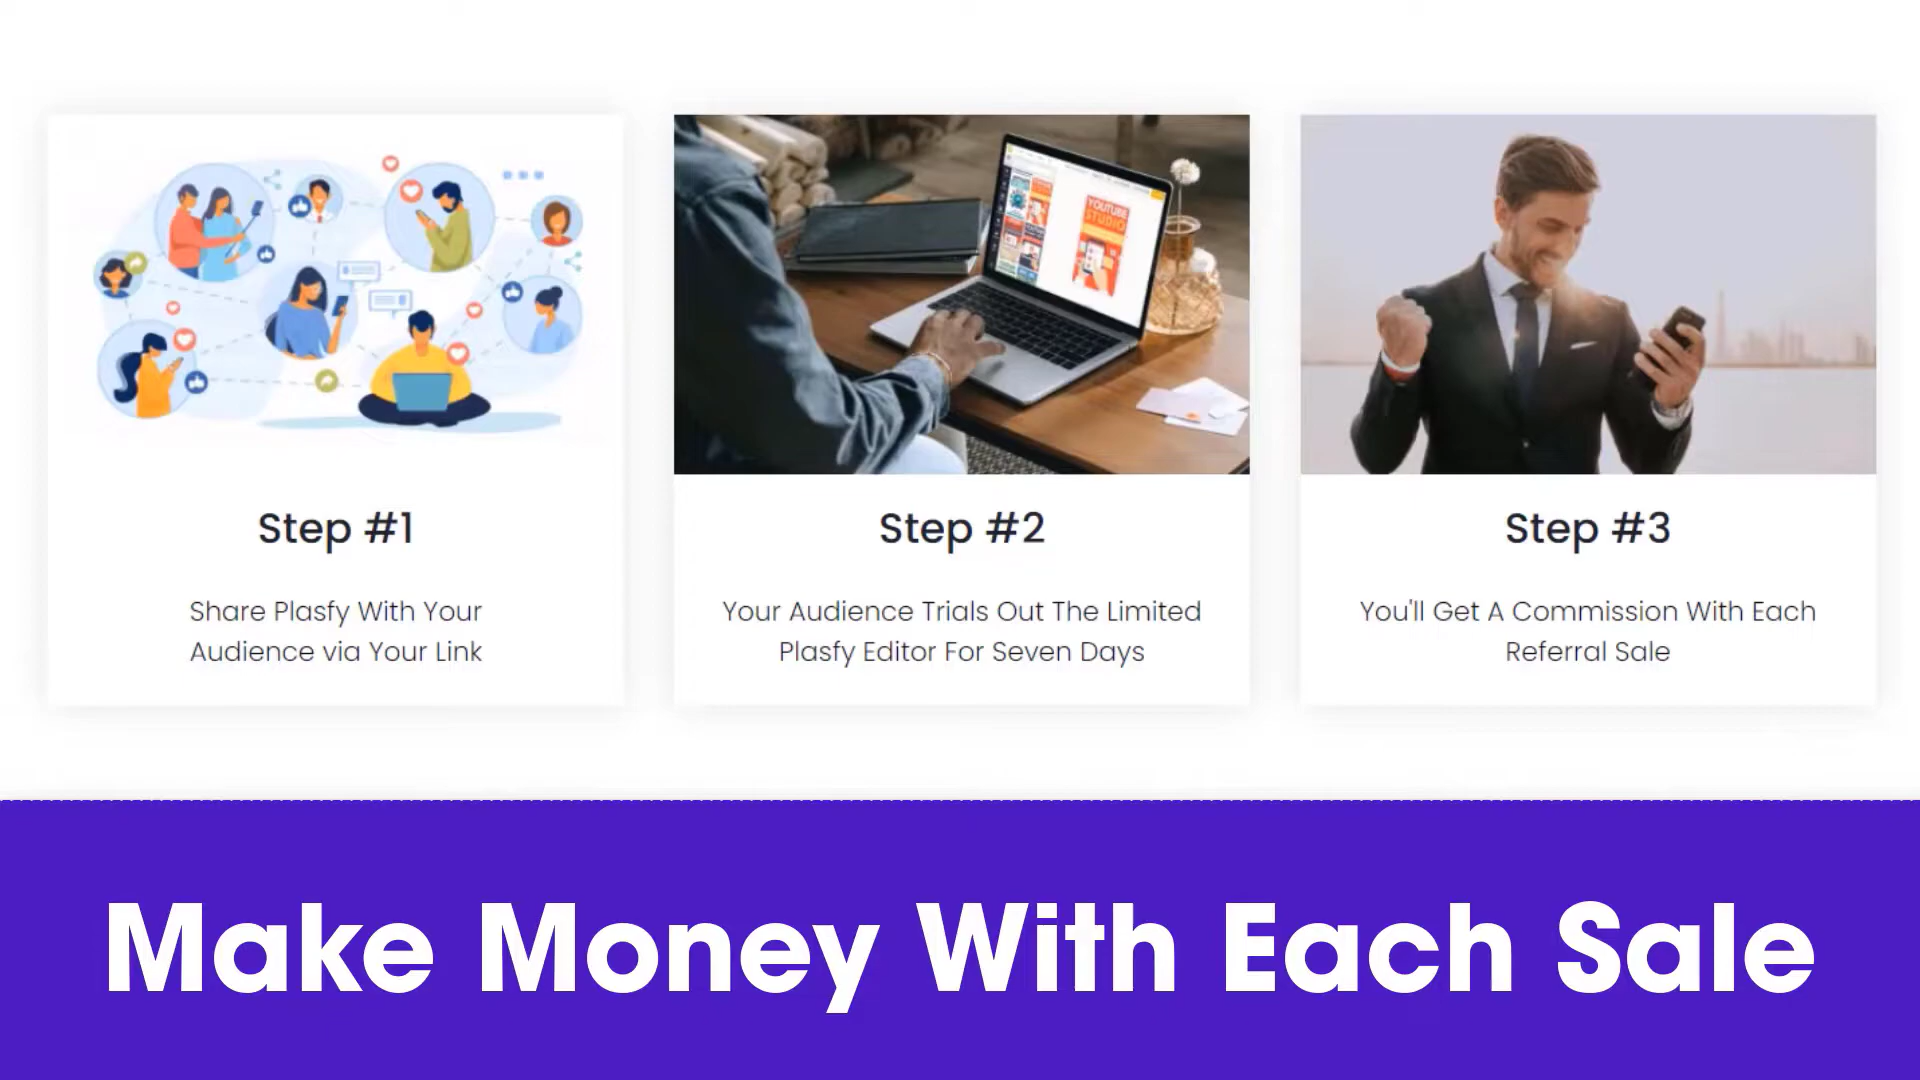 YOUTUBE
STUDIO
Step #1
Share Plasfy With Your
Audience via Your Link
Step #2
Your Audience Trials Out The Limited
Plasfy Editor For Seven Days
Step #3
You'll Get A Commission With Each
Referral Sale
Make Money With Each Sale